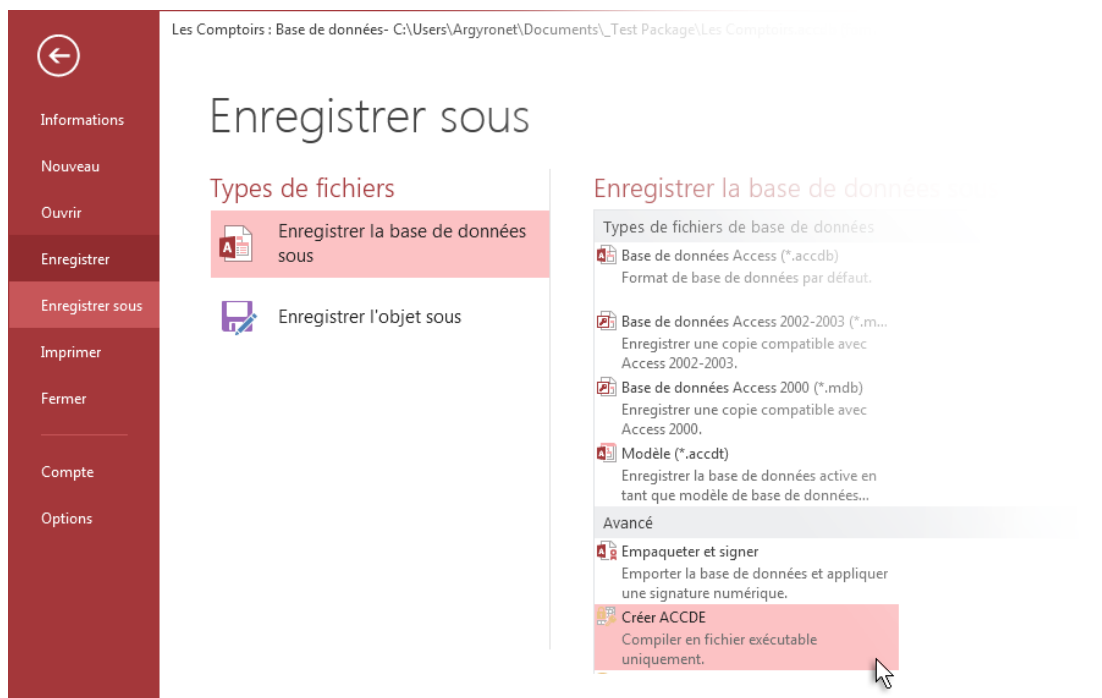 Les Comptoirs : Base de données- C:\Users\Argyronet\Documents\_Test Package\Les Comptoirs
Informations
Nouveau
Ouvrir
Enregistrer
Enregistrer sous
Imprimer
Fermer
Compte
Options
Enregistrer sous
Types de fichiers
Enregistrer la base de données
sous
Enregistrer l'objet sous
Enregistrer la base de données sous
Types de fichiers de base de données
Base de données Access (*.accdb)
Format de base de données par défaut.
Base de données Access 2002-2003 (*.m...
Enregistrer une copie compatible avec
Access 2002-2003.
Base de données Access 2000 (*.mdb)
Enregistrer une copie compatible avec
Access 2000.
Modèle (*.accdt)
Enregistrer la base de données active en
tant que modèle de base de données...
Avancé
Empaqueter et signer
Emporter la base de données et appliquer
une signature numérique.
Créer ACCDE
Compiler en fichier exécutable
uniquement.